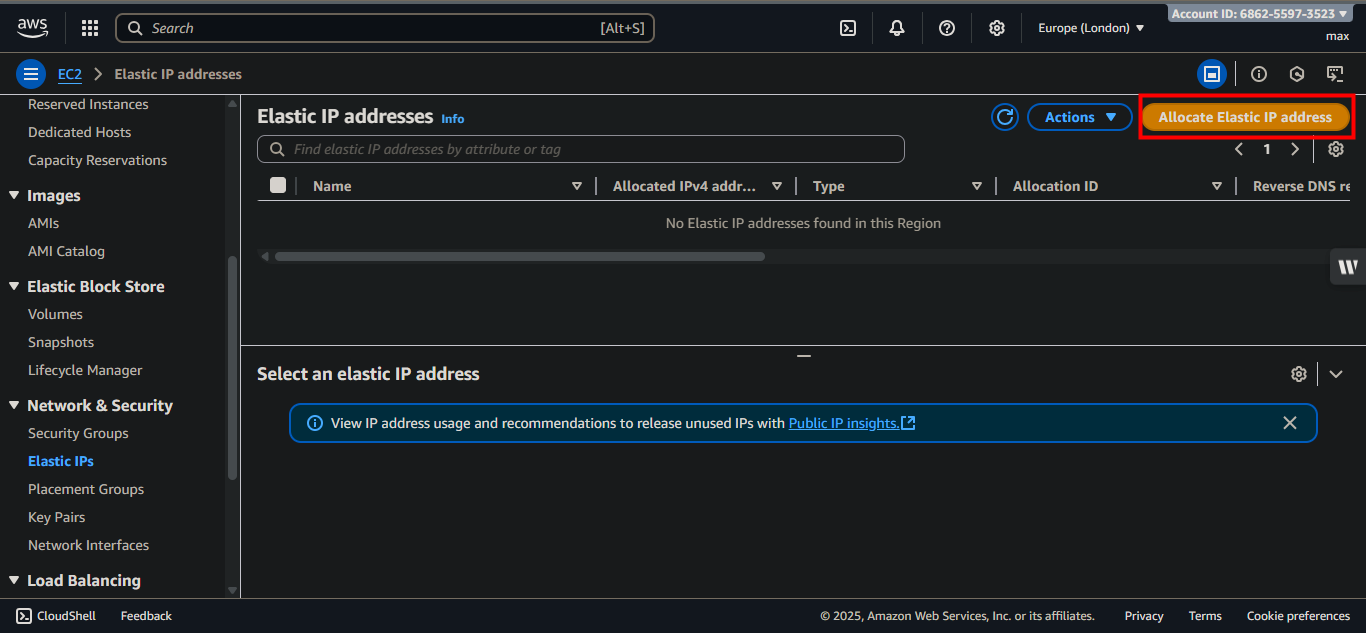 aws
Search [Alt+S]
Europe (London)
Account ID: 6862-5597-3523
max
EC2 Elastic IP addresses
Reserved Instances
Dedicated Hosts
Capacity Reservations
Images
AMIs
AMI Catalog
Elastic Block Store
Volumes
Snapshots
Lifecycle Manager
Network & Security
Security Groups
Elastic IPs
Placement Groups
Key Pairs
Network Interfaces
Load Balancing
Elastic IP addresses Info
Actions
Allocate Elastic IP address
Find elastic IP addresses by attribute or tag
1
Name Allocated IPv4 addr... Type Allocation ID Reverse DNS re
No Elastic IP addresses found in this Region
W
Select an elastic IP address
View IP address usage and recommendations to release unused IPs with Public IP insights.
CloudShell Feedback © 2025, Amazon Web Services, Inc. or its affiliates. Privacy Terms Cookie preferences